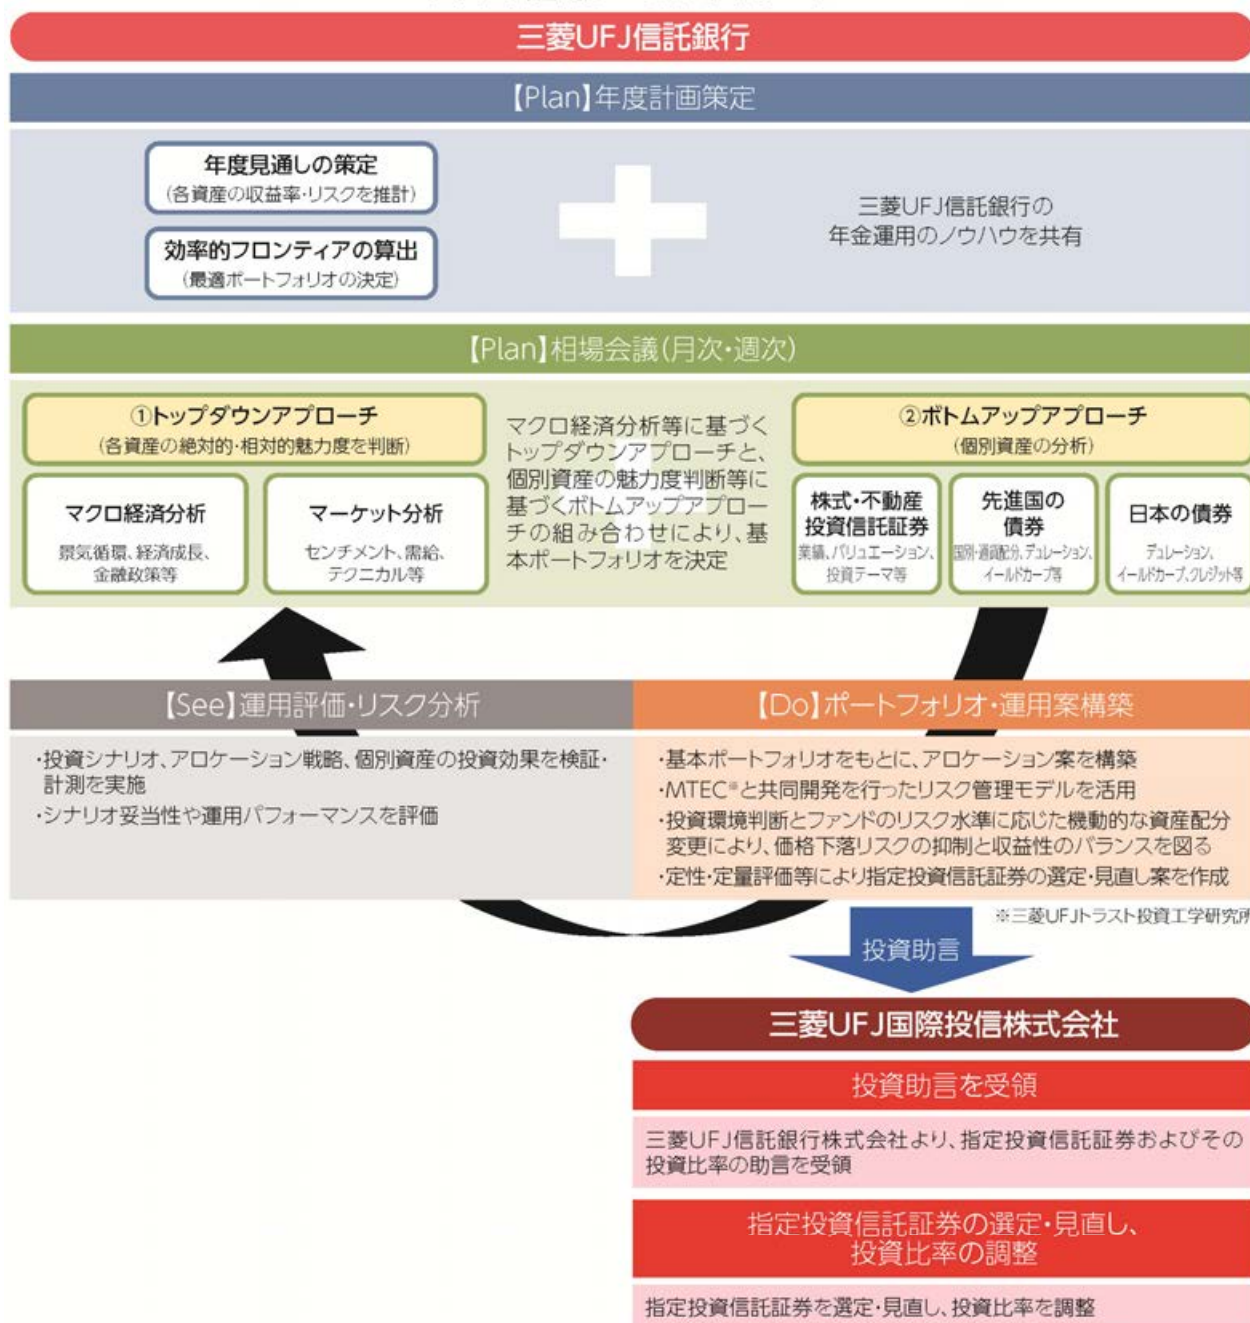 三菱UFJ信託銀行
【Plan】年度計画策定
年度見通しの策定
(各資産の収益率・リスクを推計)
効率的フロンティアの算出
(最適ポートフォリオの決定)
三菱UFJ信託銀行の
年金運用のノウハウを共有
【Plan】相場会議(月次・週次)
①トップダウンアプローチ
(各資産の絶対的・相対的魅力度を判断)
マクロ経済分析
景気循環、経済成長、
金融政策等
マーケット分析
センチメント、需給、
テクニカル等
マクロ経済分析等に基づく
トップダウンアプローチと、
個別資産の魅力度判断等に
基づくボトムアップアプロー
チの組み合わせにより、基
本ポートフォリオを決定
②ボトムアップアプローチ
(個別資産の分析)
株式・不動産
投資信託証券
業績、バリュエーション、
投資テーマ等
先進国の
債券
国別・通貨配分、デュレーション、
イールドカーブ等
日本の債券
デュレーション、
イールドカーブ、クレジット等
【See】運用評価・リスク分析
・投資シナリオ、アロケーション戦略、個別資産の投資効果を検証・
計測を実施
・シナリオ妥当性や運用パフォーマンスを評価
【Do】ポートフォリオ・運用案構築
・基本ポートフォリオをもとに、アロケーション案を構築
・MTEC※と共同開発を行ったリスク管理モデルを活用
・投資環境判断とファンドのリスク水準に応じた機動的な資産配分
変更により、価格下落リスクの抑制と収益性のバランスを図る
・定性・定量評価等により指定投資信託証券の選定・見直し案を作成
※三菱UFJトラスト投資工学研究所
投資助言
三菱UFJ国際投信株式会社
投資助言を受領
三菱UFJ信託銀行株式会社より、指定投資信託証券およびその
投資比率の助言を受領
指定投資信託証券の選定・見直し、
投資比率の調整
指定投資信託証券を選定・見直し、投資比率を調整